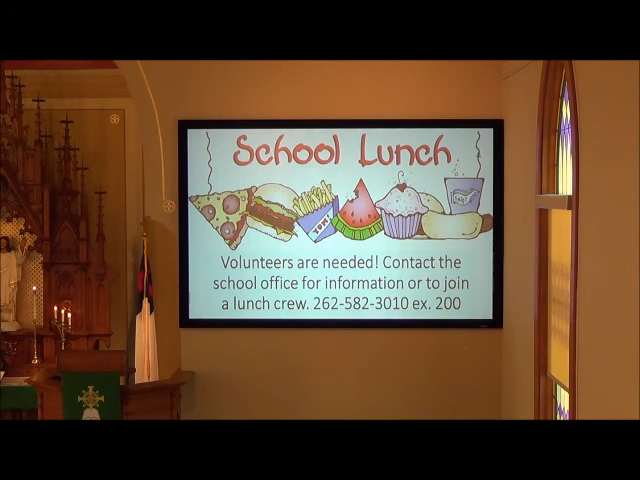 School Lunch
YUM!
Volunteers are needed! Contact the
school office for information or to join
a lunch crew. 262-582-3010 ex. 200